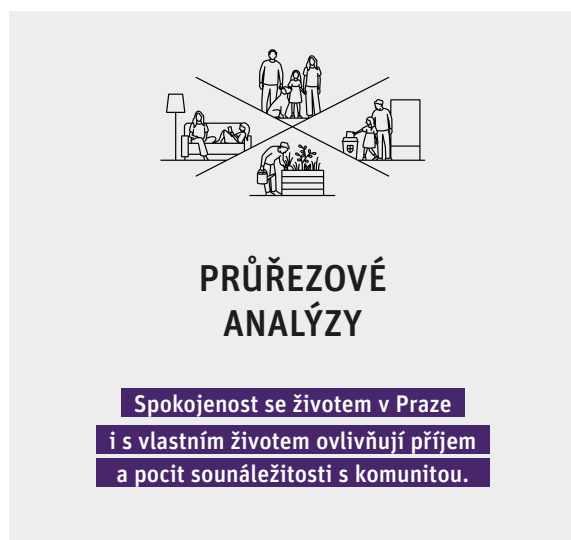 PRŮŘEZOVÉ
ANALÝZY
Spokojenost se životem v Praze
i s vlastním životem ovlivňují příjem
a pocit sounáležitosti s komunitou.